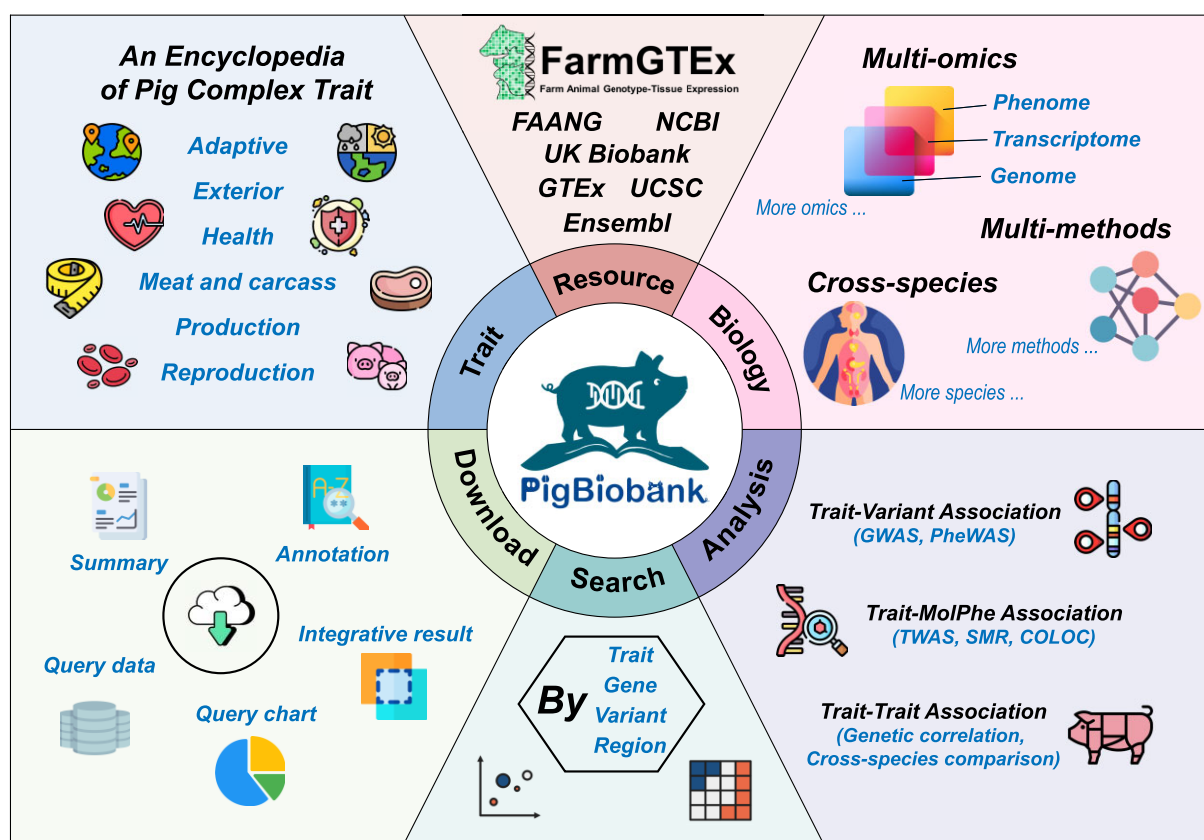 An Encyclopedia
of Pig Complex Trait
Adaptive
Exterior
Health
Meat and carcass
Production
Reproduction
FarmGTEx
Farm Animal Genotype-Tissue Expression
FAANG NCBI
UK Biobank
GTEx UCSC
Ensembl
Multi-omics
Phenome
Transcriptome
Genome
More omics ...
Multi-methods
More methods ...
Cross-species
More species ...
Trait
Resource
Biology
Download
Search
Analysis
PigBiobank
Summary
A-Z
Annotation
Integrative result
Query data
Query chart
By
Trait
Gene
Variant
Region
Trait-Variant Association
(GWAS, PheWAS)
Trait-MolPhe Association
(TWAS, SMR, COLOC)
Trait-Trait Association
(Genetic correlation,
Cross-species comparison)